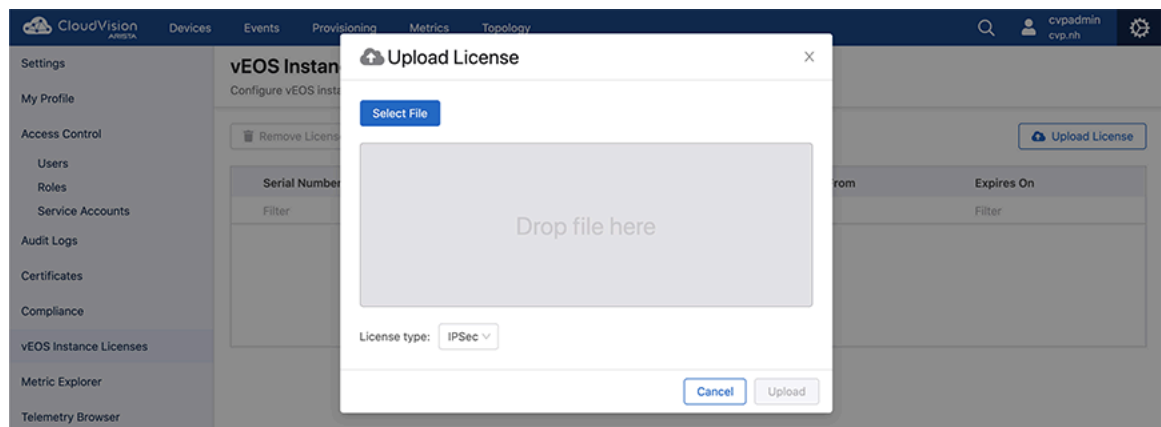 CloudVision
ARISTA
Devices
Events
Provisioning
Metrics
Topology
cvpadmin
cvp.nh
Settings
My Profile
Access Control
Users
Roles
Service Accounts
Audit Logs
Certificates
Compliance
vEOS Instance Licenses
Metric Explorer
Telemetry Browser
vEOS Instan
Configure vEOS insta
Remove Licens
Upload License
Serial Number
rom
Expires On
Filter
Filter
Upload License
Select File
Drop file here
License type: IPSec
Cancel
Upload